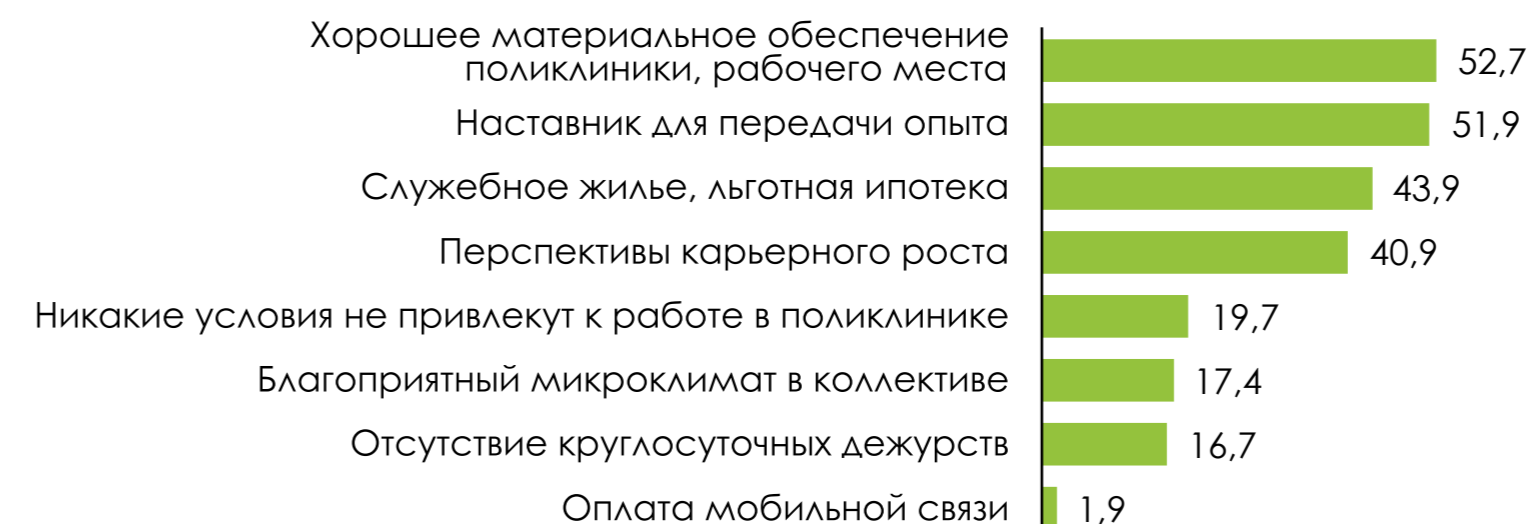 Хорошее материальное обеспечение
поликлиники, рабочего места
52,7
Наставник для передачи опыта
51,9
Служебное жилье, льготная ипотека
43,9
Перспективы карьерного роста
40,9
Никакие условия не привлекут к работе в поликлинике
19,7
Благоприятный микроклимат в коллективе
17,4
Отсутствие круглосуточных дежурств
16,7
Оплата мобильной связи
1,9